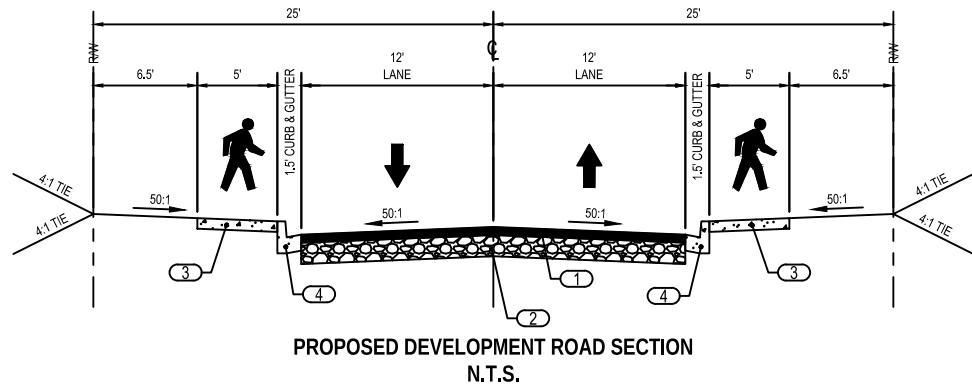 25'
25'
R/W
℄
R/W
6.5'
5'
1.5' CURB & GUTTER
12'
LANE
12'
LANE
1.5' CURB & GUTTER
5'
6.5'
4:1 TIE
4:1 TIE
50:1
50:1
50:1
50:1
4:1 TIE
4:1 TIE
3
4
1
2
4
3
PROPOSED DEVELOPMENT ROAD SECTION
N.T.S.